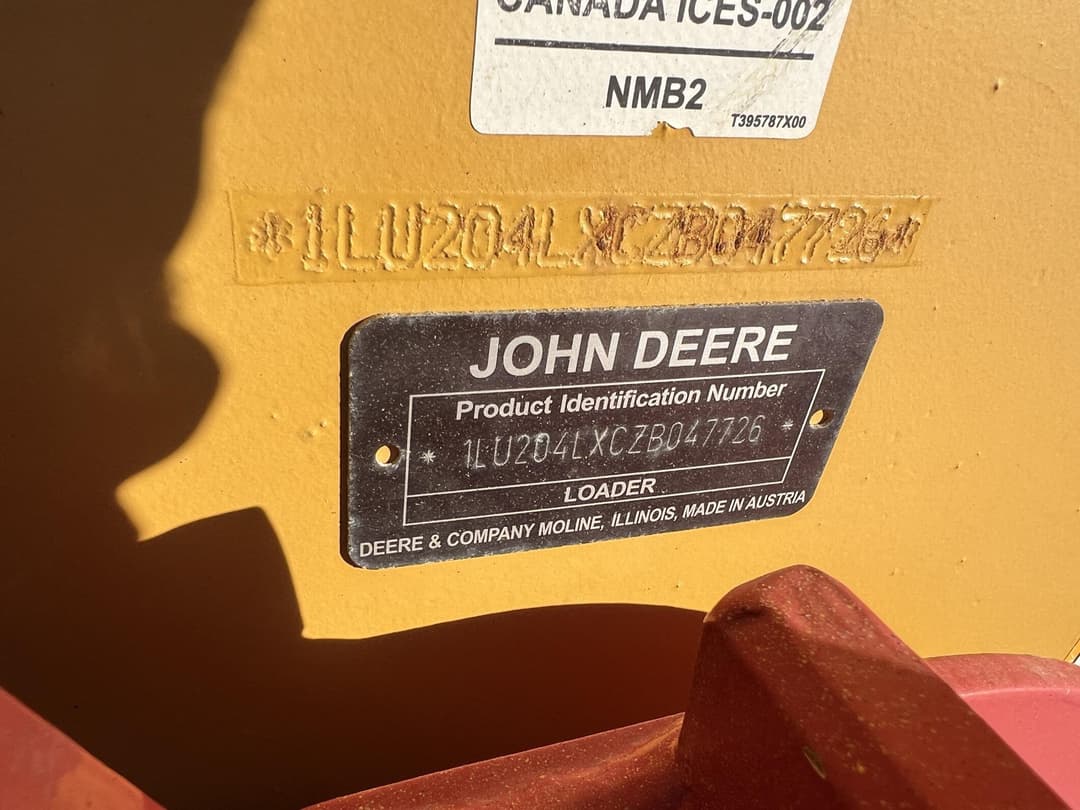 CANADA ICES-002
NMB2
T395787X00
*1LU204LXCZB047726*
JOHN DEERE
Product Identification Number
* 1LU204LXCZB047726 *
LOADER
DEERE & COMPANY MOLINE, ILLINOIS, MADE IN AUSTRIA